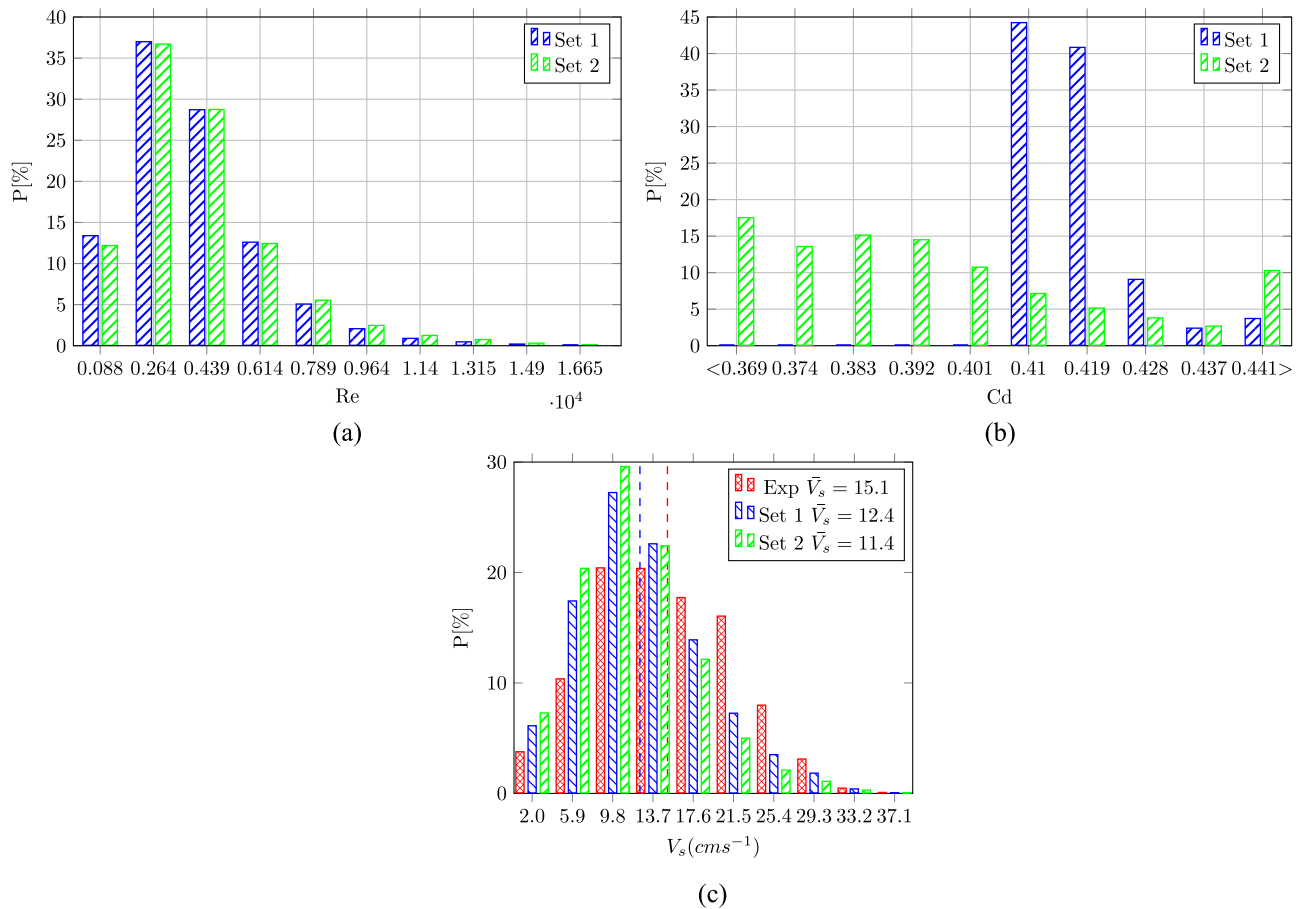 40
35
30
25
20
15
10
5
0
P[%]
Set 1
Set 2
0.088 0.264 0.439 0.614 0.789 0.964 1.14 1.315 1.49 1.665
Re
·10⁴
(a)
45
40
35
30
25
20
15
10
5
0
P[%]
Set 1
Set 2
<0.369 0.374 0.383 0.392 0.401 0.41 0.419 0.428 0.437 0.441>
Cd
(b)
30
20
10
0
P[%]
Exp V̄ₛ = 15.1
Set 1 V̄ₛ = 12.4
Set 2 V̄ₛ = 11.4
2.0 5.9 9.8 13.7 17.6 21.5 25.4 29.3 33.2 37.1
Vₛ(cms⁻¹)
(c)